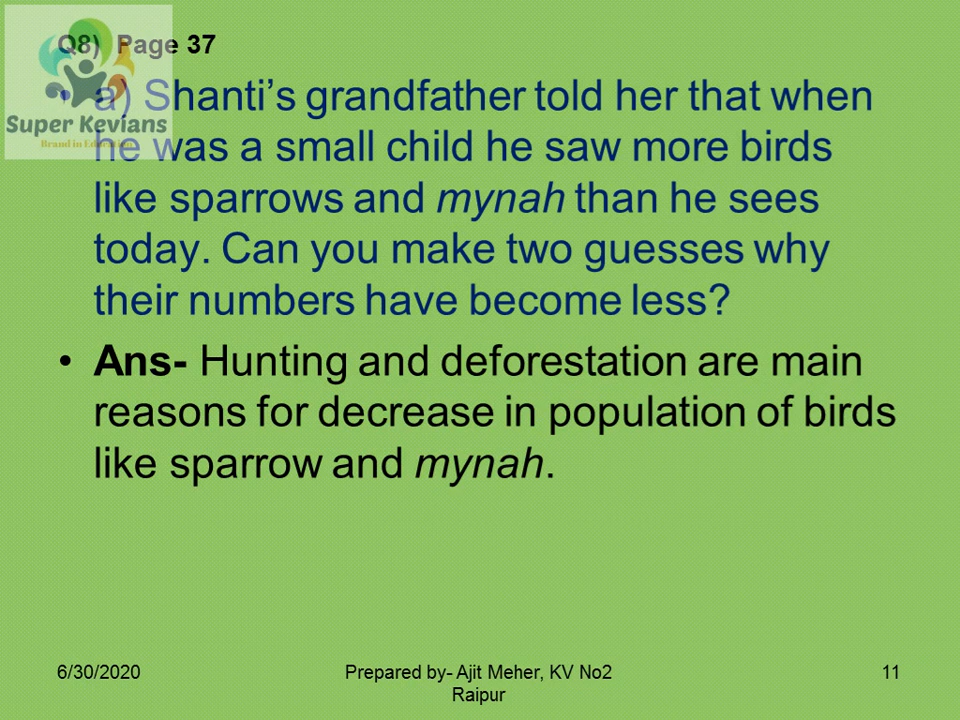 Q8) Page 37
• a) Shanti's grandfather told her that when
he was a small child he saw more birds
like sparrows and mynah than he sees
today. Can you make two guesses why
their numbers have become less?
• Ans- Hunting and deforestation are main
reasons for decrease in population of birds
like sparrow and mynah.
Super Kevians
Brand in Education
6/30/2020
Prepared by- Ajit Meher, KV No2
Raipur
11